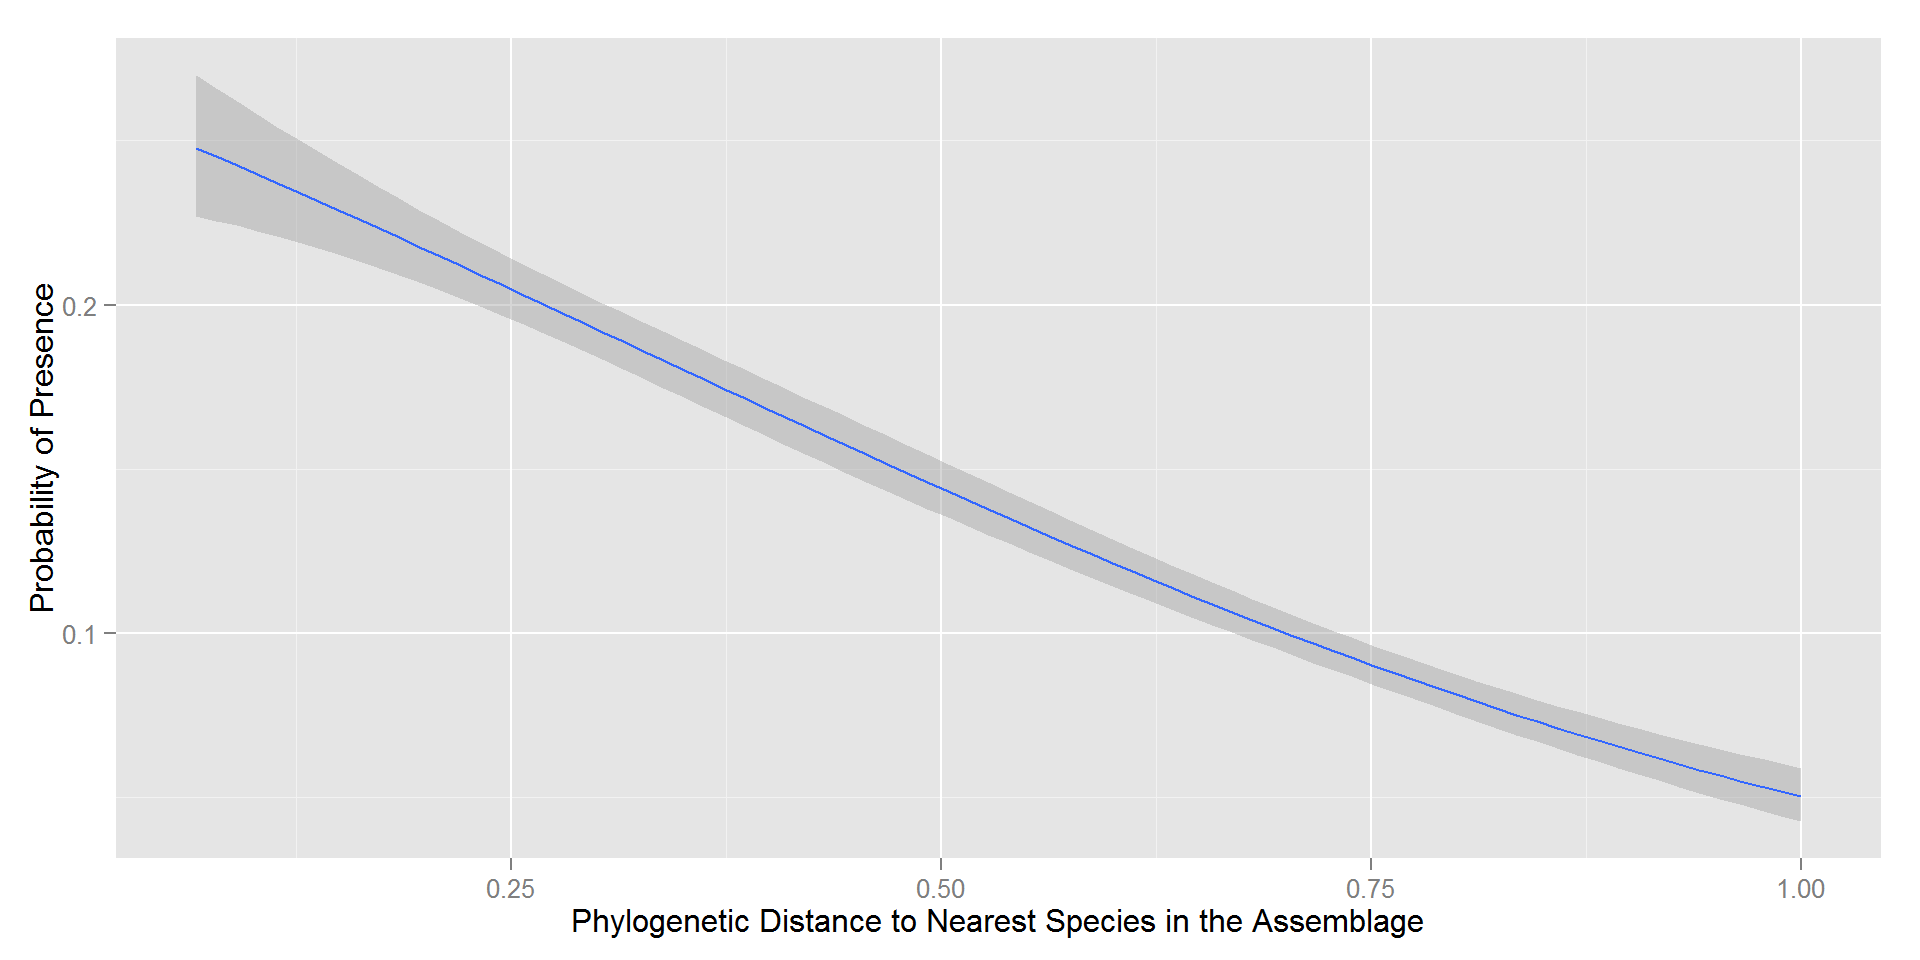 Probability of Presence
0.2
0.1
0.25 0.50 0.75 1.00
Phylogenetic Distance to Nearest Species in the Assemblage